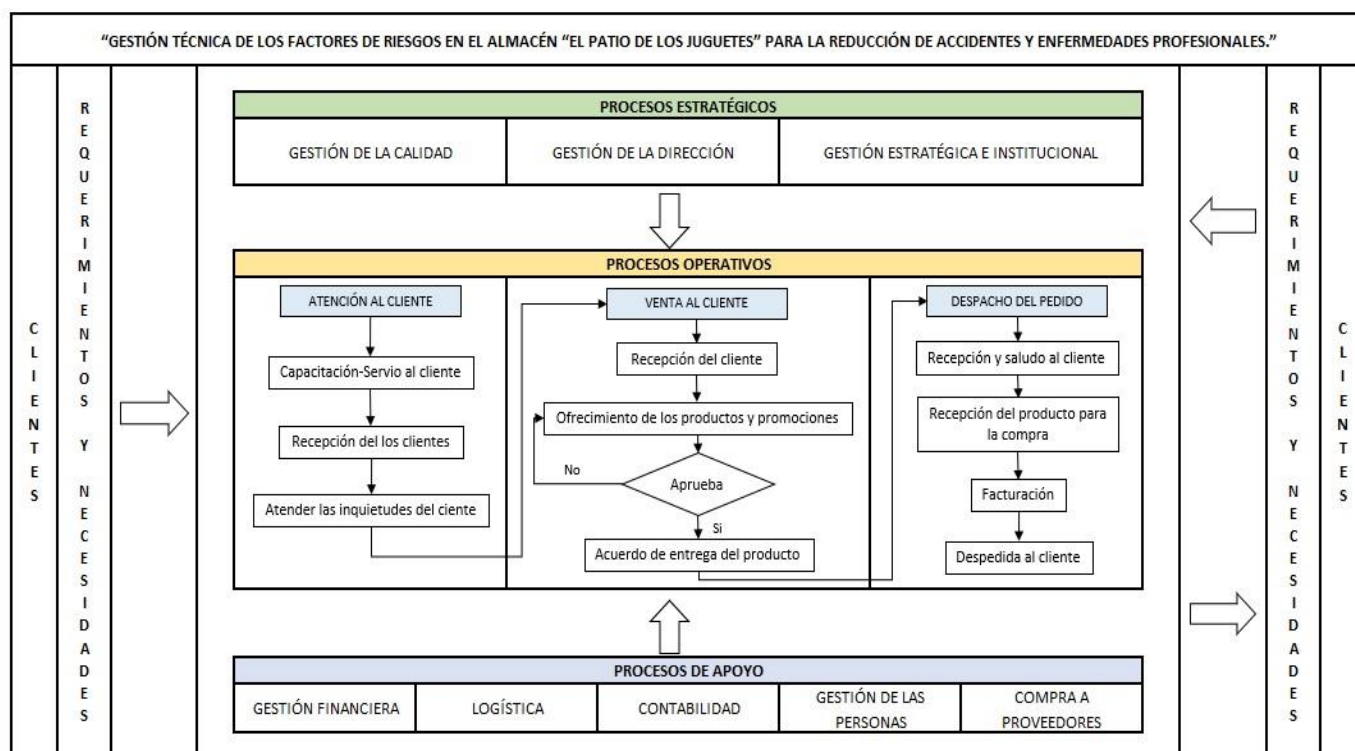 “GESTIÓN TÉCNICA DE LOS FACTORES DE RIESGOS EN EL ALMACÉN “EL PATIO DE LOS JUGUETES” PARA LA REDUCCIÓN DE ACCIDENTES Y ENFERMEDADES PROFESIONALES.”
CLIENTES
REQUERIMIENTOS Y NECESIDADES
PROCESOS ESTRATÉGICOS
GESTIÓN DE LA CALIDAD
GESTIÓN DE LA DIRECCIÓN
GESTIÓN ESTRATÉGICA E INSTITUCIONAL
PROCESOS OPERATIVOS
ATENCIÓN AL CLIENTE
Capacitación-Servio al cliente
Recepción del los clientes
Atender las inquietudes del ciente
VENTA AL CLIENTE
Recepción del cliente
Ofrecimiento de los productos y promociones
No
Aprueba
Si
Acuerdo de entrega del producto
DESPACHO DEL PEDIDO
Recepción y saludo al cliente
Recepción del producto para
la compra
Facturación
Despedida al cliente
PROCESOS DE APOYO
GESTIÓN FINANCIERA
LOGÍSTICA
CONTABILIDAD
GESTIÓN DE LAS
PERSONAS
COMPRA A
PROVEEDORES
REQUERIMIENTOS Y NECESIDADES
CLIENTES